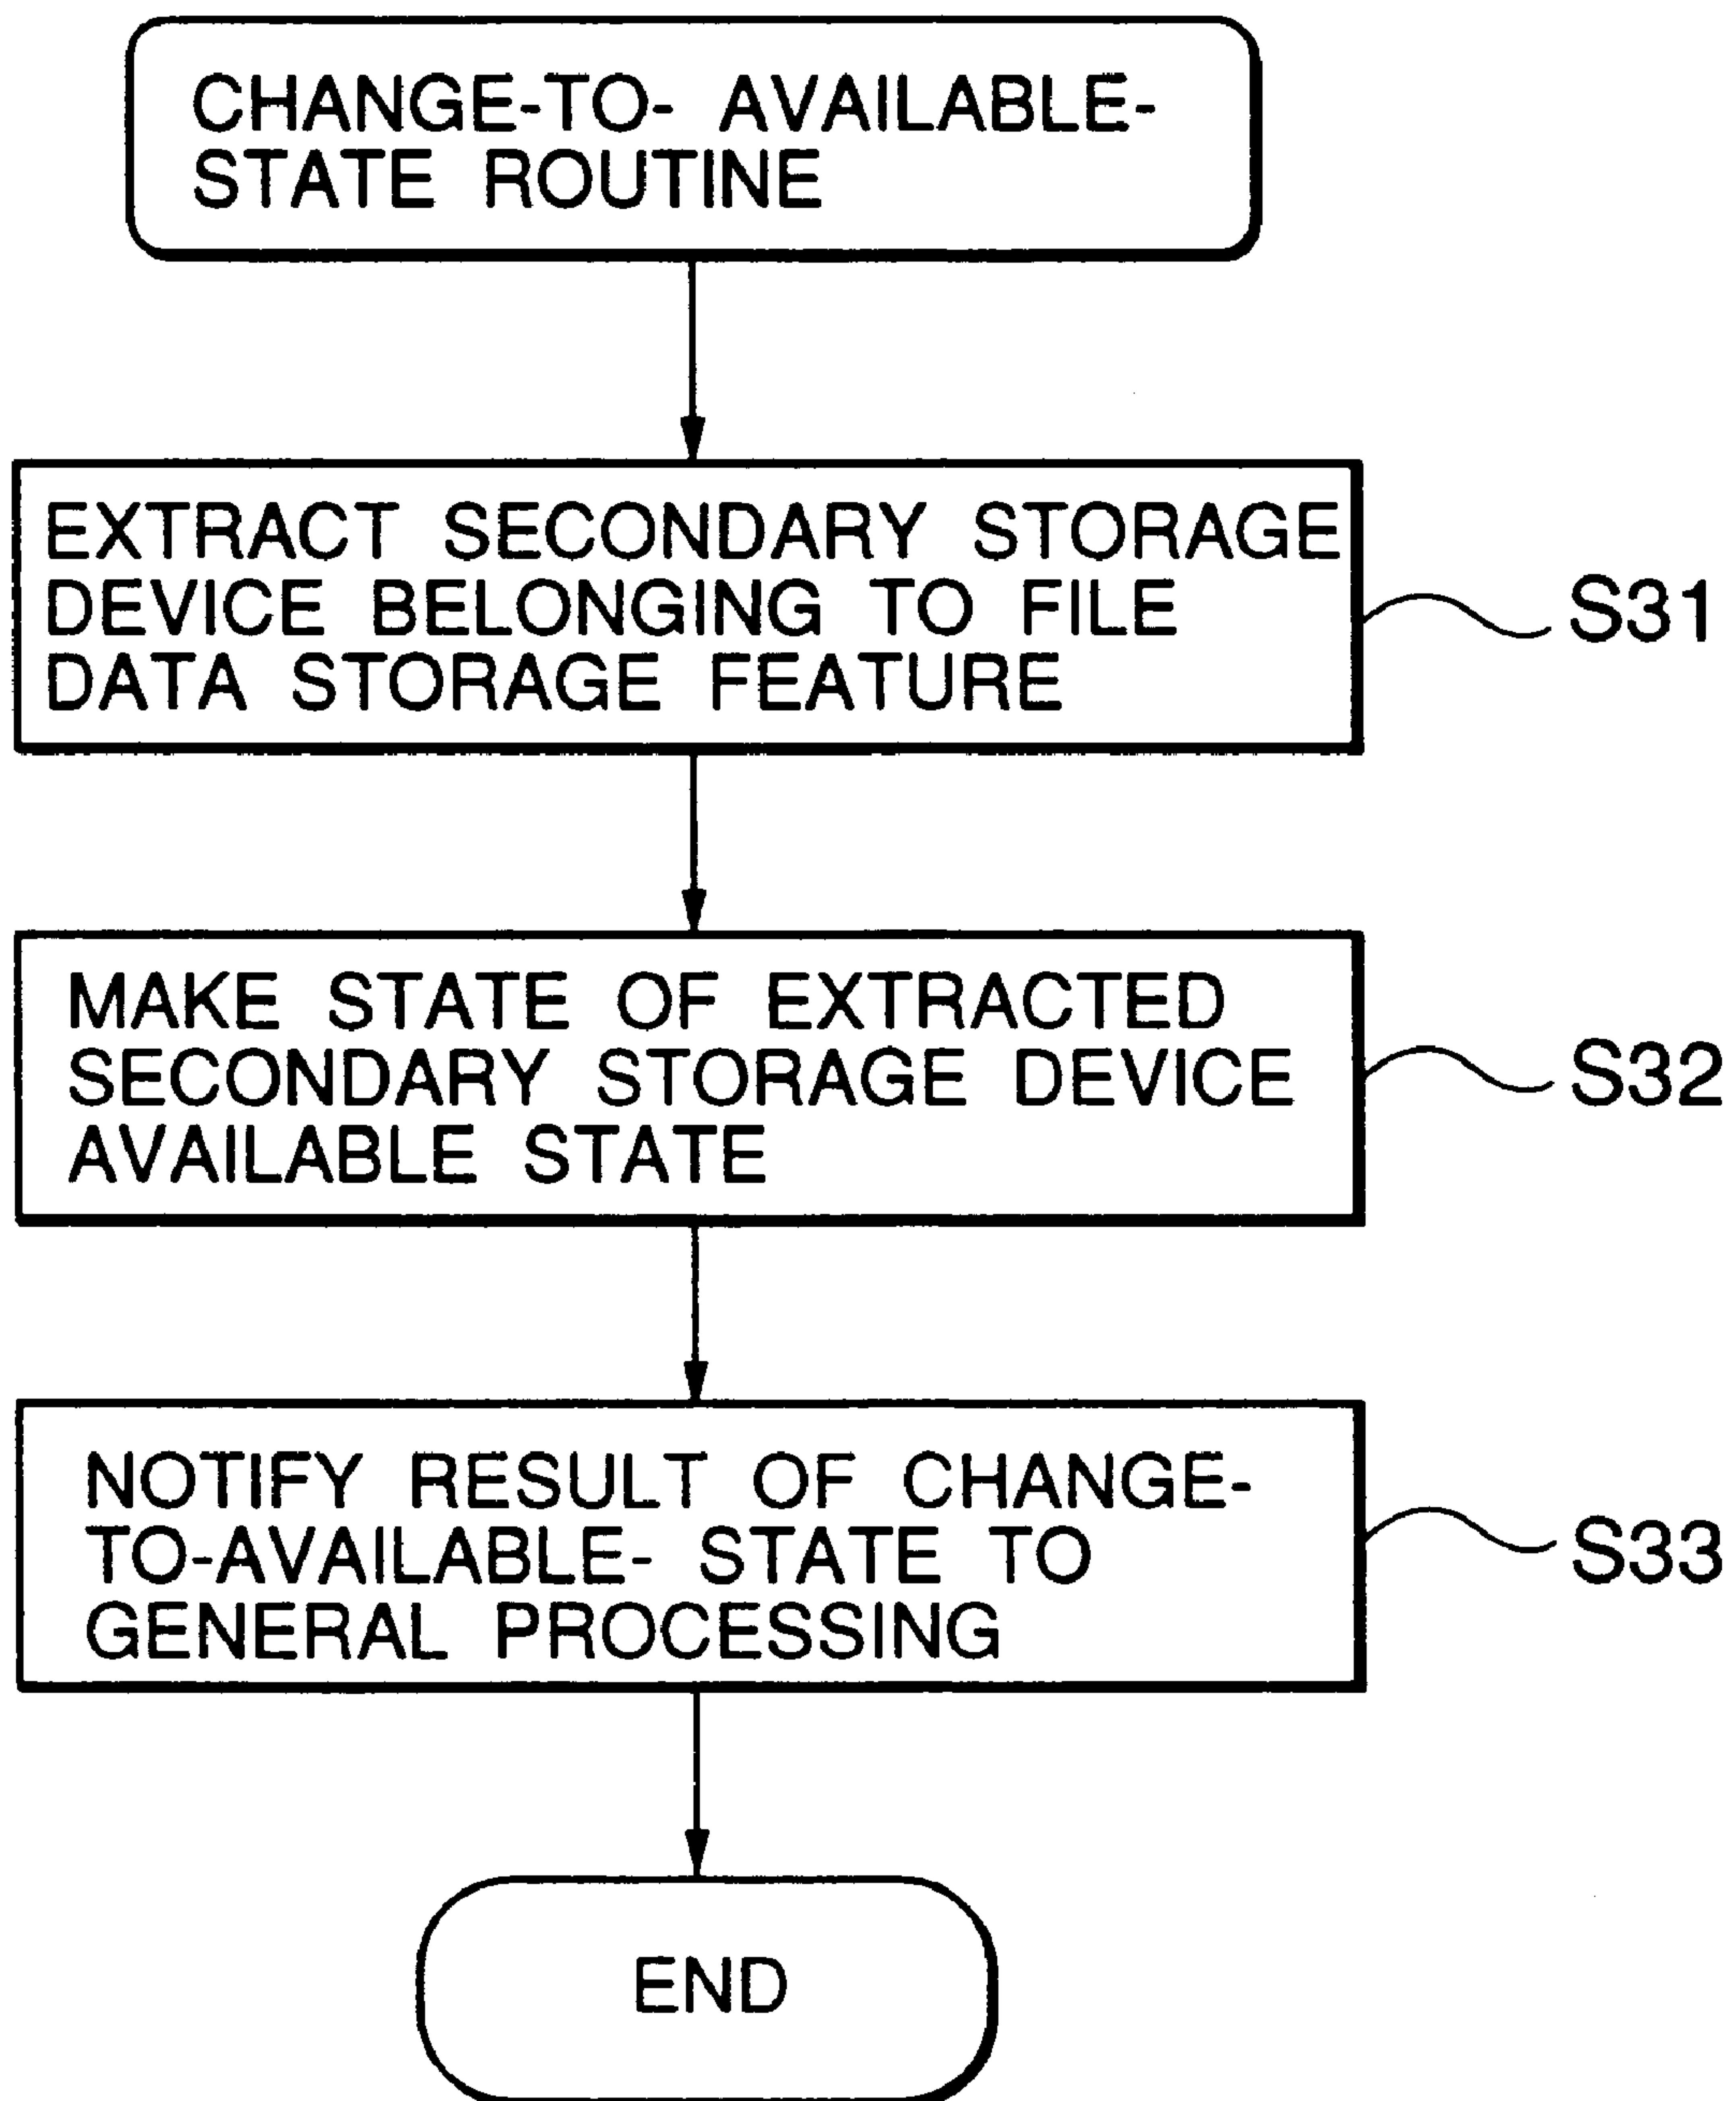 CHANGE-TO- AVAILABLE-
STATE ROUTINE
EXTRACT SECONDARY STORAGE
DEVICE BELONGING TO FILE
DATA STORAGE FEATURE
S31
MAKE STATE OF EXTRACTED
SECONDARY STORAGE DEVICE
AVAILABLE STATE
S32
NOTIFY RESULT OF CHANGE-
TO-AVAILABLE- STATE TO
GENERAL PROCESSING
S33
END